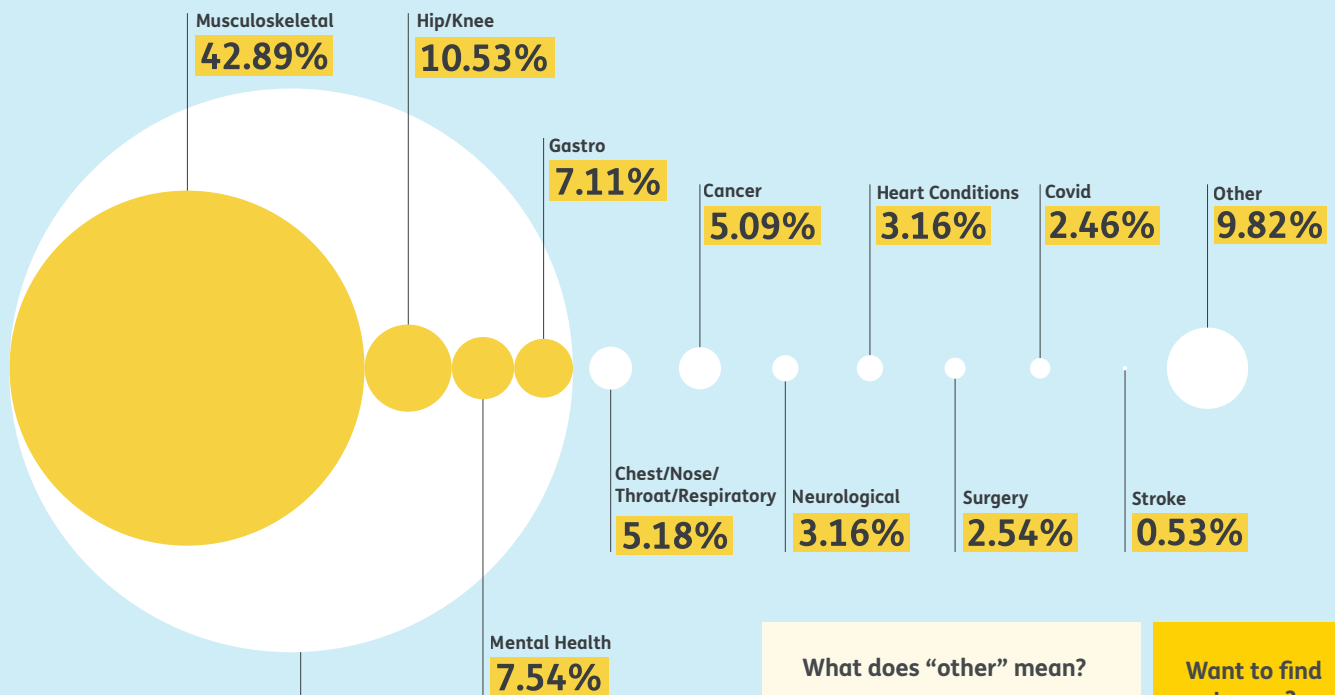 Musculoskeletal
42.89%
Hip/Knee
10.53%
Gastro
7.11%
Cancer
5.09%
Heart Conditions
3.16%
Covid
2.46%
Other
9.82%
Chest/Nose/
Throat/Respiratory
5.18%
Neurological
3.16%
Surgery
2.54%
Stroke
0.53%
Mental Health
7.54%
What does “other” mean?
Want to find